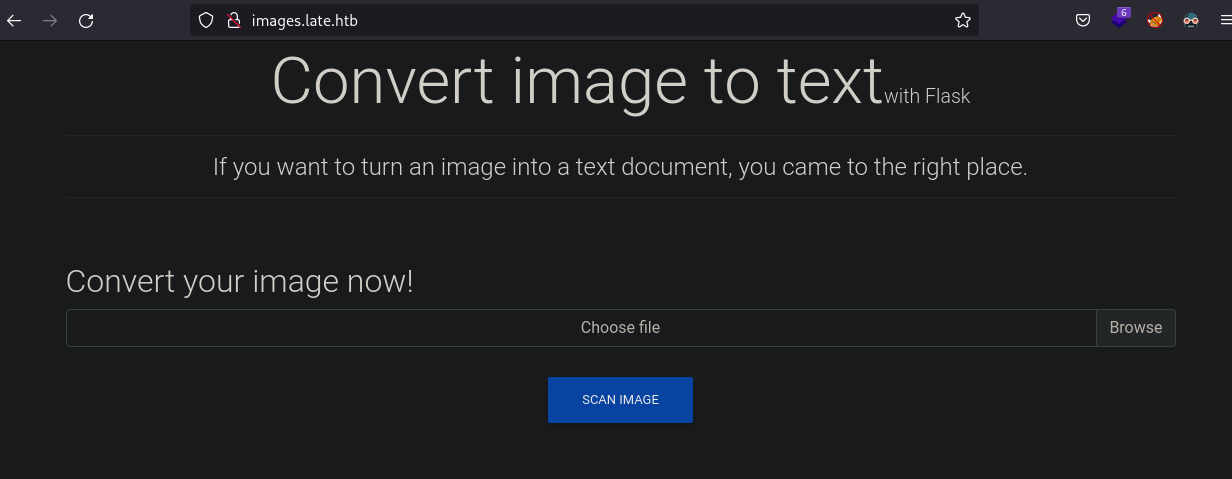 images.late.htb
6
Convert image to text with Flask
If you want to turn an image into a text document, you came to the right place.
Convert your image now!
Choose file Browse
SCAN IMAGE